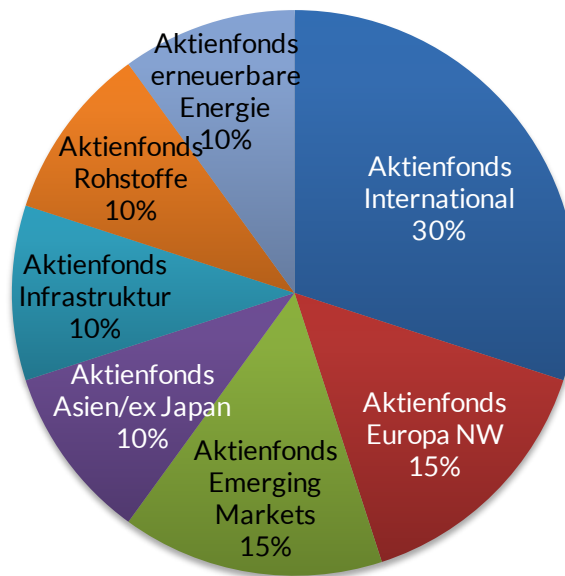 Aktienfonds
erneuerbare
Energie
10%
Aktienfonds
International
30%
Aktienfonds
Rohstoffe
10%
Aktienfonds
Infrastruktur
10%
Aktienfonds
Asien/ex Japan
10%
Aktienfonds
Europa NW
15%
Aktienfonds
Emerging
Markets
15%